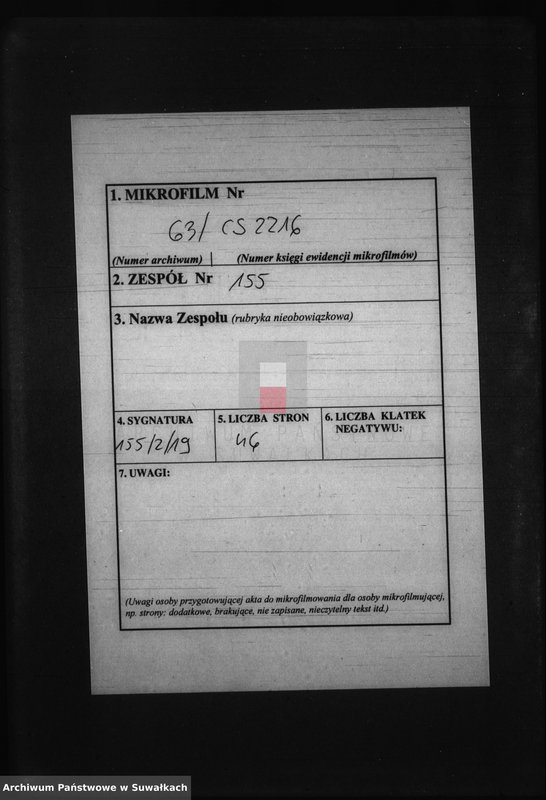 1. MIKROFILM Nr
63/ CS 2216
(Numer archiwum) | (Numer księgi ewidencji mikrofilmów)
2. ZESPÓŁ Nr 155
3. Nazwa Zespołu (rubryka nieobowiązkowa)
4. SYGNATURA
155/2/19
5. LICZBA STRON
46
6. LICZBA KLATEK
NEGATYWU:
7. UWAGI:
(Uwagi osoby przygotowującej akta do mikrofilmowania dla osoby mikrofilmującej,
np. strony: dodatkowe, brakujące, nie zapisane, nieczytelny tekst itd.)
Archiwum Państwowe w Suwałkach